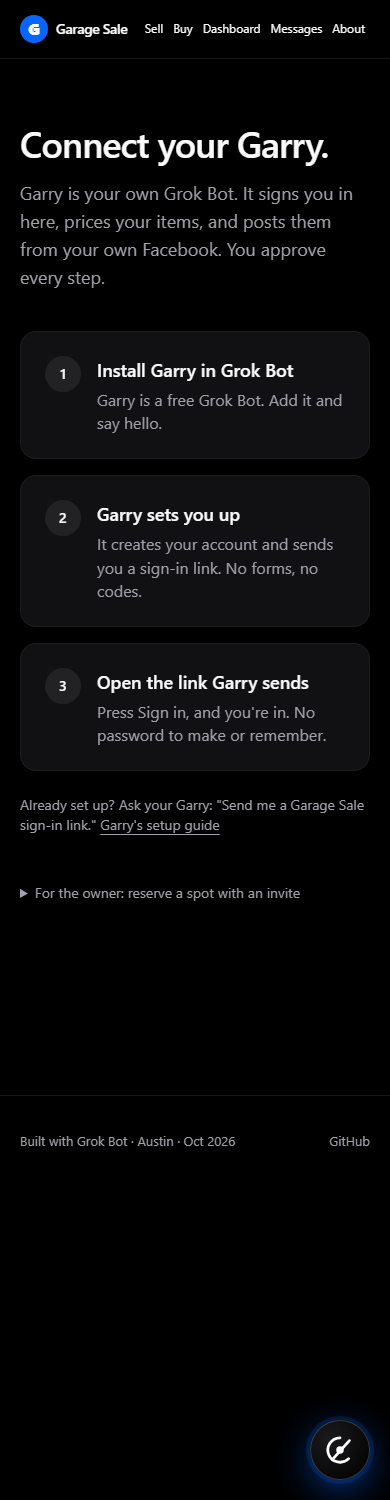 G Garage Sale Sell Buy Dashboard Messages About
Connect your Garry.
Garry is your own Grok Bot. It signs you in
here, prices your items, and posts them
from your own Facebook. You approve
every step.
1 Install Garry in Grok Bot
Garry is a free Grok Bot. Add it and
say hello.
2 Garry sets you up
It creates your account and sends
you a sign-in link. No forms, no
codes.
3 Open the link Garry sends
Press Sign in, and you're in. No
password to make or remember.
Already set up? Ask your Garry: "Send me a Garage Sale
sign-in link." Garry's setup guide
For the owner: reserve a spot with an invite
Built with Grok Bot · Austin · Oct 2026 GitHub